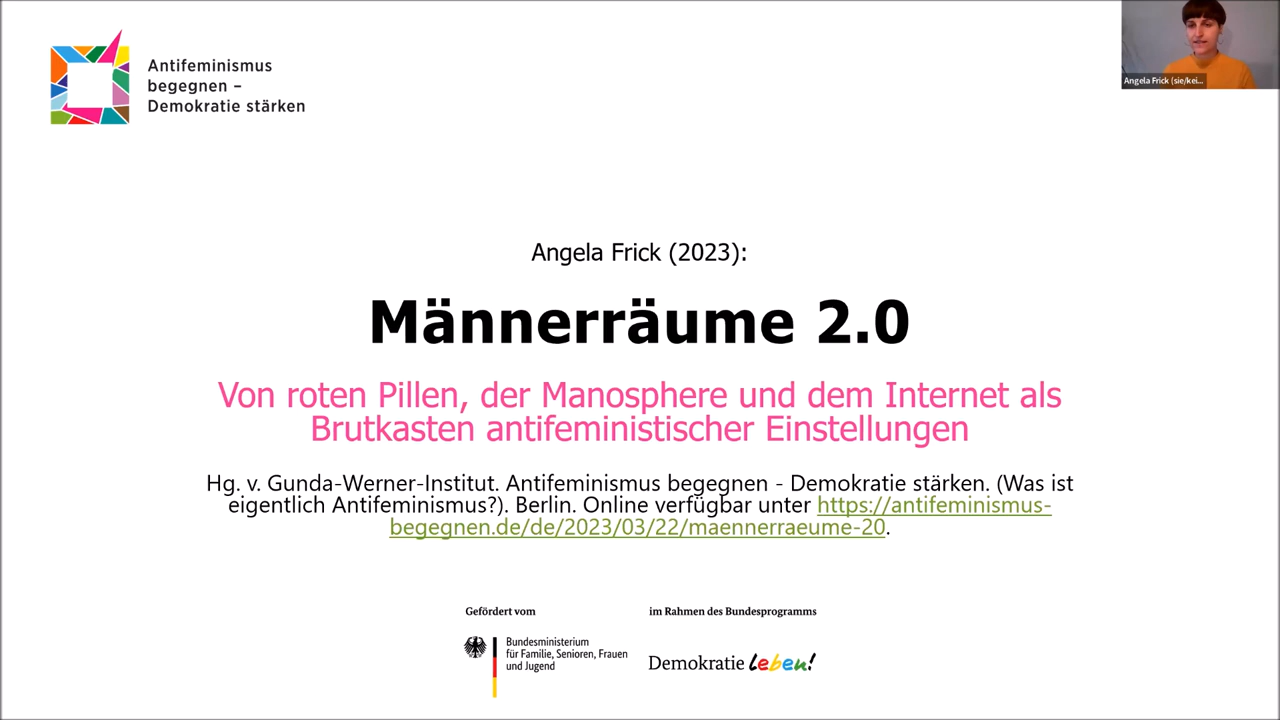 Antifeminismus
begegnen –
Demokratie stärken
Angela Frick (sie/kei...
Angela Frick (2023):
Männerräume 2.0
Von roten Pillen, der Manosphere und dem Internet als
Brutkasten antifeministischer Einstellungen
Hg. v. Gunda-Werner-Institut. Antifeminismus begegnen - Demokratie stärken. (Was ist
eigentlich Antifeminismus?). Berlin. Online verfügbar unter https://antifeminismus-
begegnen.de/de/2023/03/22/maennerraeume-20.
Gefördert vom
im Rahmen des Bundesprogramms
Bundesministerium
für Familie, Senioren, Frauen
und Jugend
Demokratie leben!